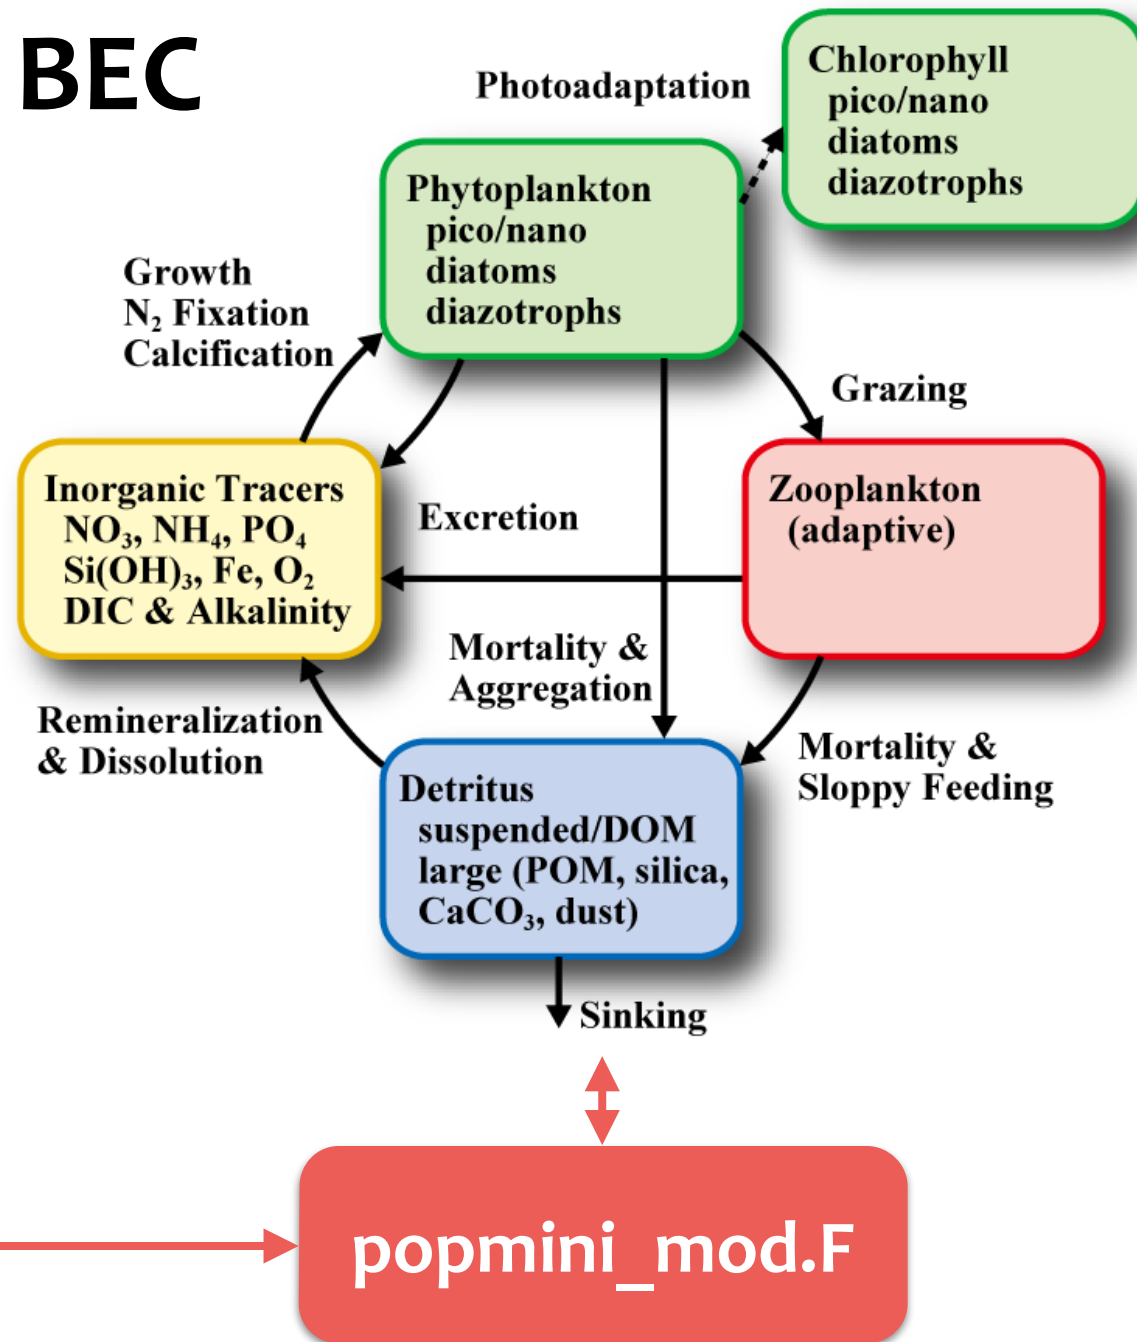 BEC
Photoadaptation
Chlorophyll
pico/nano
diatoms
diazotrophs
Phytoplankton
pico/nano
diatoms
diazotrophs
Growth
N₂ Fixation
Calcification
Grazing
Inorganic Tracers
NO₃, NH₄, PO₄
Si(OH)₃, Fe, O₂
DIC & Alkalinity
Excretion
Zooplankton
(adaptive)
Mortality &
Aggregation
Remineralization
& Dissolution
Mortality &
Sloppy Feeding
Detritus
suspended/DOM
large (POM, silica,
CaCO₃, dust)
Sinking
popmini_mod.F